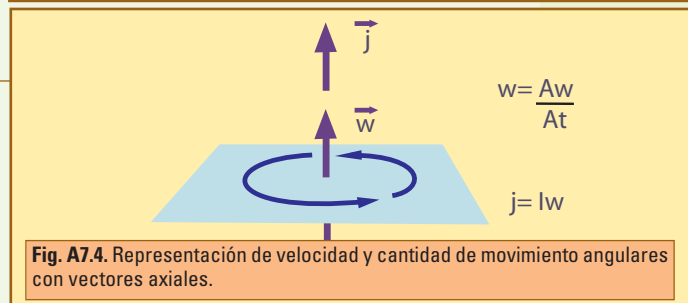 j
w
w= Aw
At
j= Iw
Fig. A7.4. Representación de velocidad y cantidad de movimiento angulares
con vectores axiales.